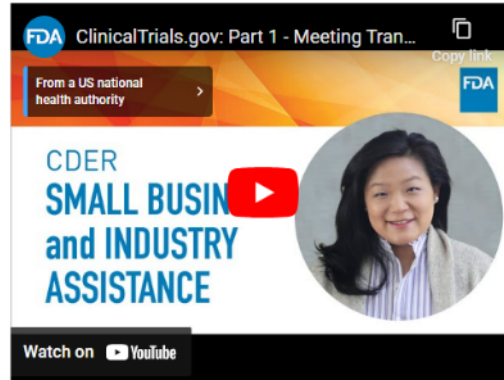 FDA
ClinicalTrials.gov: Part 1 - Meeting Tran...
Copy link
From a US national
health authority
FDA
CDER
SMALL BUSIN
and INDUSTRY
ASSISTANCE
Watch on YouTube